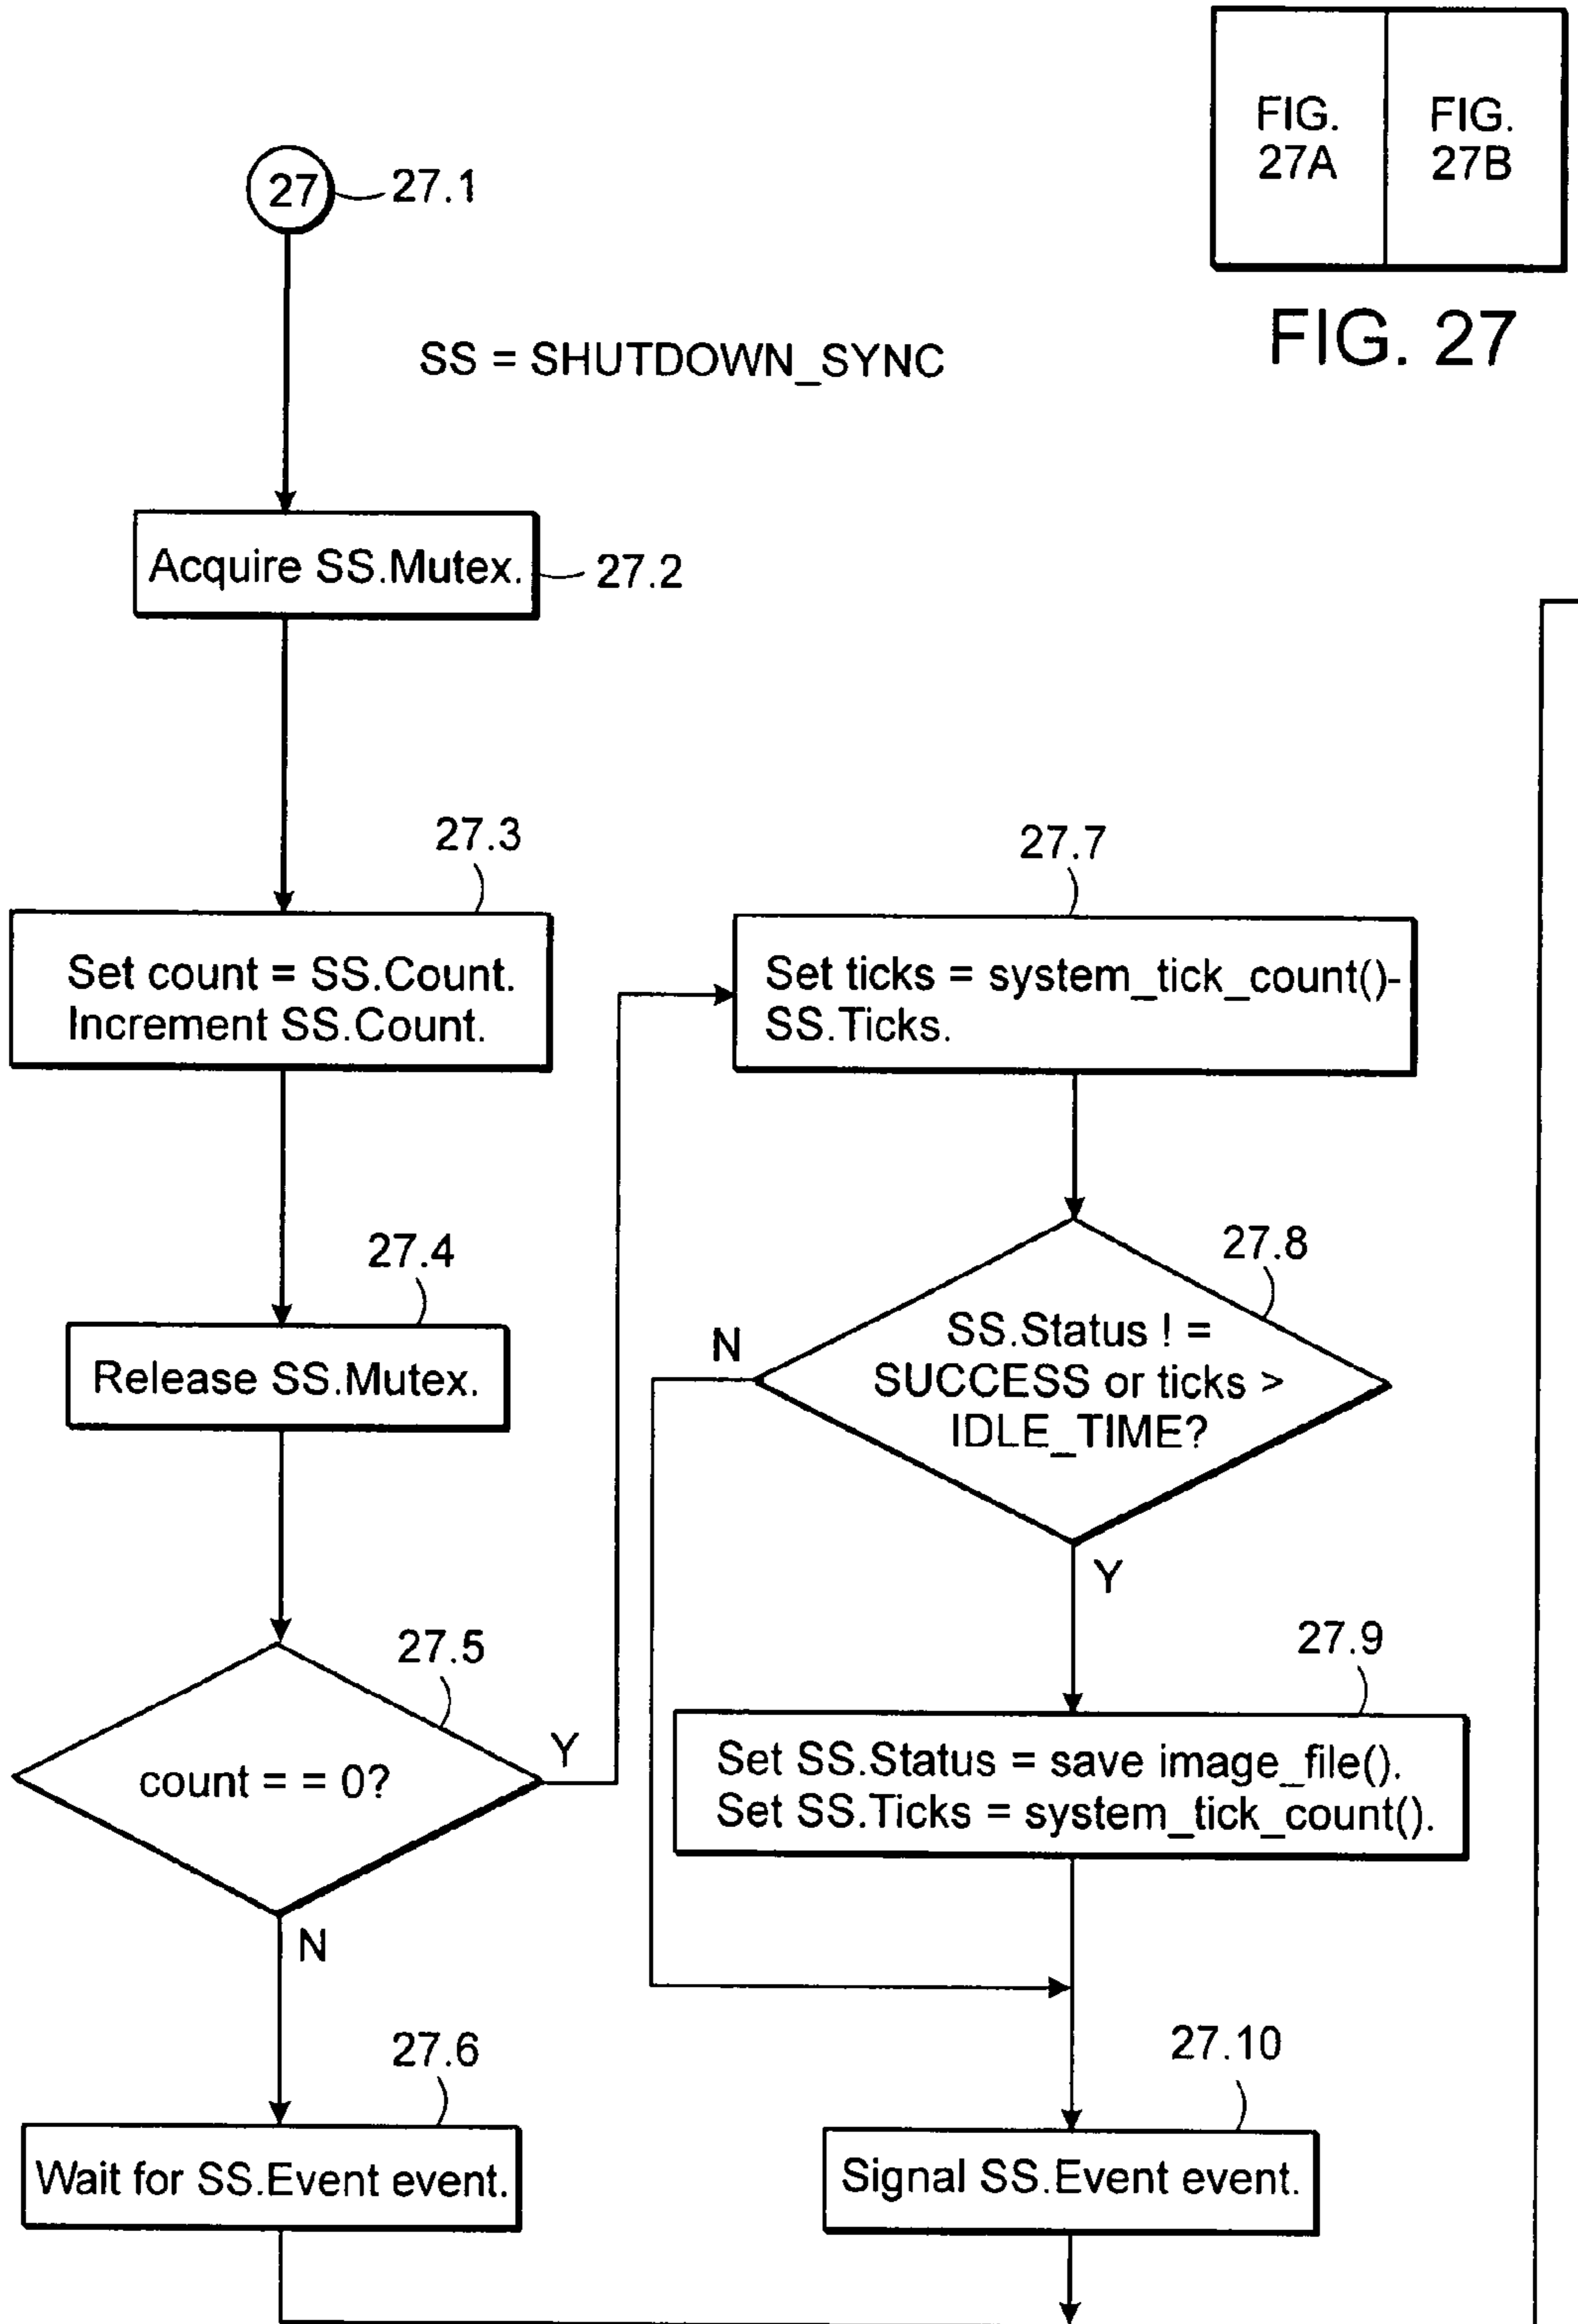 FIG.
27A
FIG.
27B
FIG. 27
27
27.1
SS = SHUTDOWN_SYNC
Acquire SS.Mutex.
27.2
27.3
Set count = SS.Count.
Increment SS.Count.
27.4
Release SS.Mutex.
27.5
count = = 0?
Y
N
27.6
Wait for SS.Event event.
27.7
Set ticks = system_tick_count()-
SS.Ticks.
27.8
SS.Status ! =
SUCCESS or ticks >
IDLE_TIME?
N
Y
27.9
Set SS.Status = save image_file().
Set SS.Ticks = system_tick_count().
27.10
Signal SS.Event event.